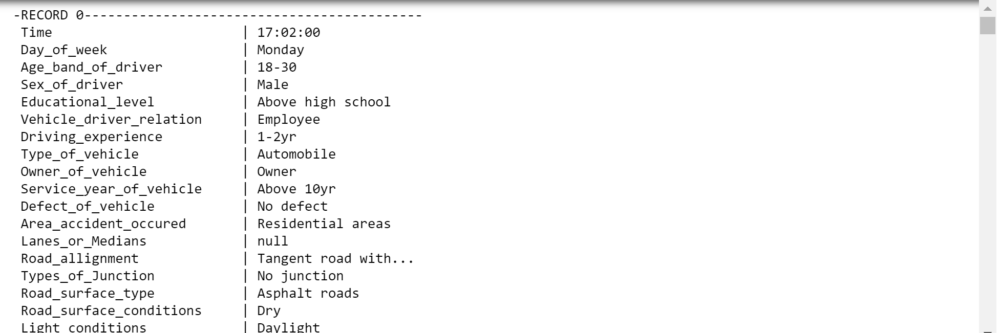 -RECORD 0-------------------------------------------
Time | 17:02:00
Day_of_week | Monday
Age_band_of_driver | 18-30
Sex_of_driver | Male
Educational_level | Above high school
Vehicle_driver_relation | Employee
Driving_experience | 1-2yr
Type_of_vehicle | Automobile
Owner_of_vehicle | Owner
Service_year_of_vehicle | Above 10yr
Defect_of_vehicle | No defect
Area_accident_occured | Residential areas
Lanes_or_Medians | null
Road_allignment | Tangent road with...
Types_of_Junction | No junction
Road_surface_type | Asphalt roads
Road_surface_conditions | Dry
Light_conditions | Daylight